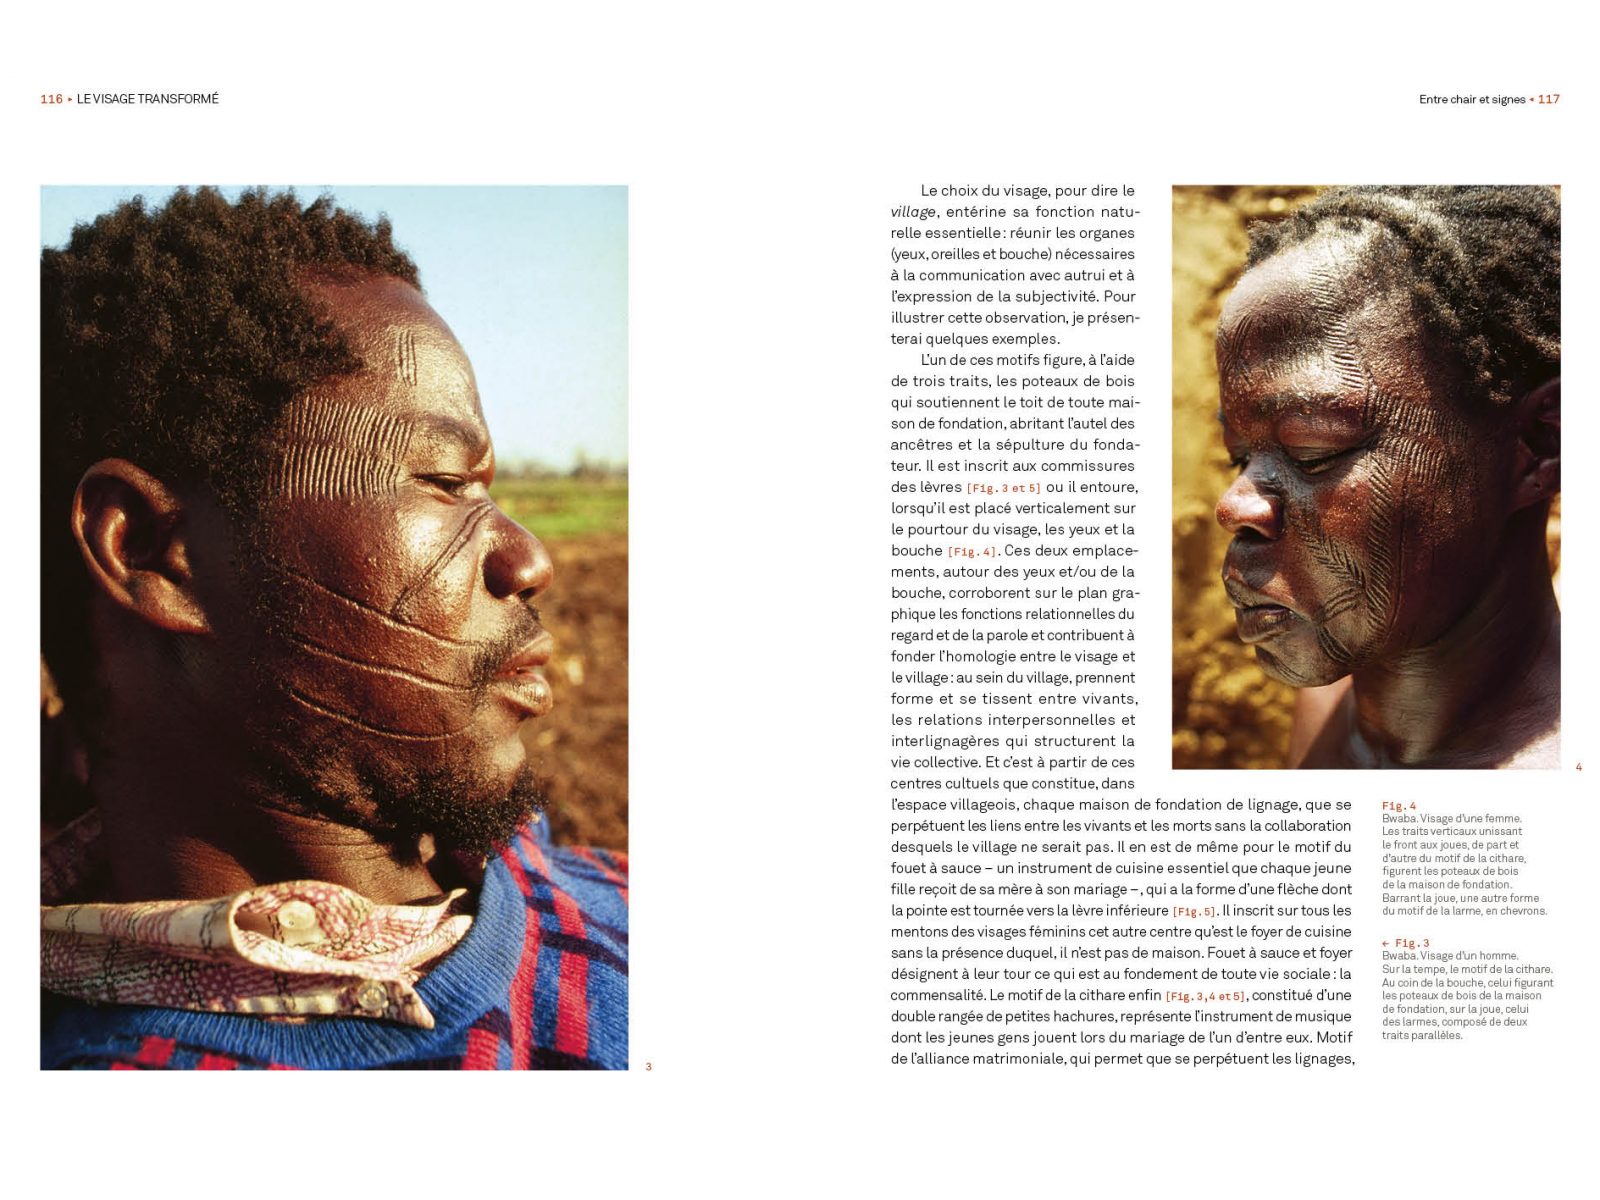 116 ▸ LE VISAGE TRANSFORMÉ
Entre chair et signes ◂ 117
3
Le choix du visage, pour dire le
village, entérine sa fonction natu-
relle essentielle : réunir les organes
(yeux, oreilles et bouche) nécessaires
à la communication avec autrui et à
l'expression de la subjectivité. Pour
illustrer cette observation, je présen-
terai quelques exemples.
L'un de ces motifs figure, à l'aide
de trois traits, les poteaux de bois
qui soutiennent le toit de toute mai-
son de fondation, abritant l'autel des
ancêtres et la sépulture du fonda-
teur. Il est inscrit aux commissures
des lèvres [Fig. 3 et 5] ou il entoure,
lorsqu'il est placé verticalement sur
le pourtour du visage, les yeux et la
bouche [Fig. 4]. Ces deux emplace-
ments, autour des yeux et/ou de la
bouche, corroborent sur le plan gra-
phique les fonctions relationnelles du
regard et de la parole et contribuent à
fonder l'homologie entre le visage et
le village : au sein du village, prennent
forme et se tissent entre vivants,
les relations interpersonnelles et
interlignagères qui structurent la
vie collective. Et c'est à partir de ces
centres cultuels que constitue, dans
l'espace villageois, chaque maison de fondation de lignage, que se
perpétuent les liens entre les vivants et les morts sans la collaboration
desquels le village ne serait pas. Il en est de même pour le motif du
fouet à sauce – un instrument de cuisine essentiel que chaque jeune
fille reçoit de sa mère à son mariage –, qui a la forme d'une flèche dont
la pointe est tournée vers la lèvre inférieure [Fig. 5]. Il inscrit sur tous les
mentons des visages féminins cet autre centre qu'est le foyer de cuisine
sans la présence duquel, il n'est pas de maison. Fouet à sauce et foyer
désignent à leur tour ce qui est au fondement de toute vie sociale : la
commensalité. Le motif de la cithare enfin [Fig. 3, 4 et 5], constitué d'une
double rangée de petites hachures, représente l'instrument de musique
dont les jeunes gens jouent lors du mariage de l'un d'entre eux. Motif
de l'alliance matrimoniale, qui permet que se perpétuent les lignages,
4
Fig. 4
Bwaba. Visage d'une femme.
Les traits verticaux unissant
le front aux joues, de part et
d'autre du motif de la cithare,
figurent les poteaux de bois
de la maison de fondation.
Barrant la joue, une autre forme
du motif de la larme, en chevrons.
← Fig. 3
Bwaba. Visage d'un homme.
Sur la tempe, le motif de la cithare.
Au coin de la bouche, celui figurant
les poteaux de bois de la maison
de fondation, sur la joue, celui
des larmes, composé de deux
traits parallèles.